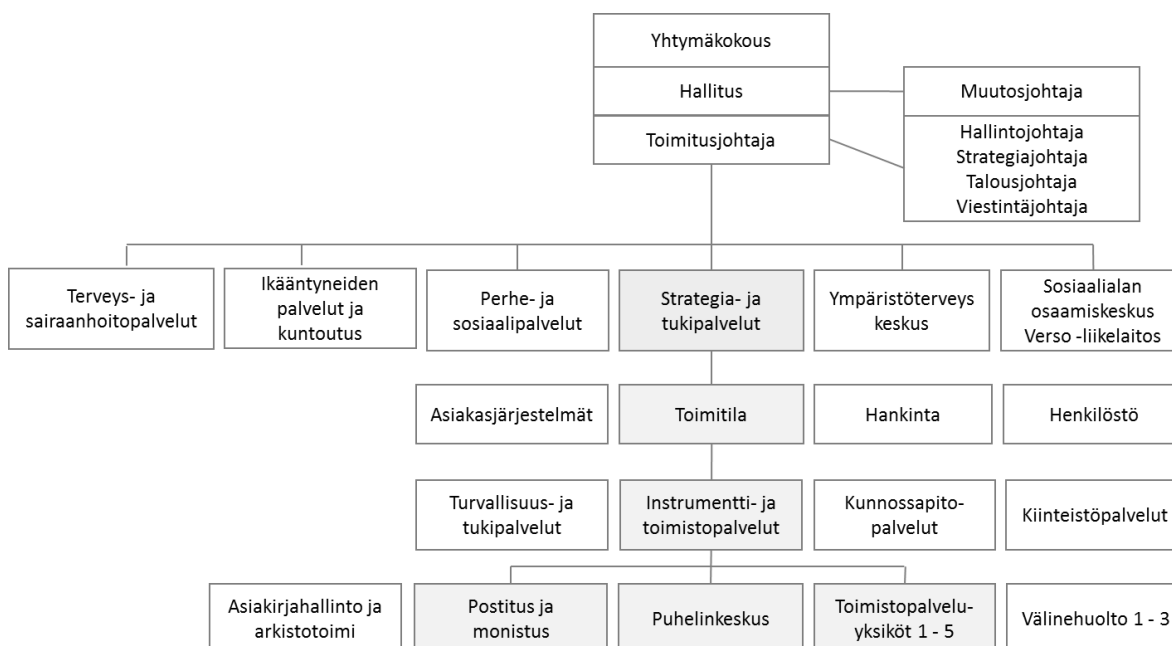 Yhtymäkokous
Hallitus
Muutosjohtaja
Toimitusjohtaja
Hallintojohtaja
Strategiajohtaja
Talousjohtaja
Viestintäjohtaja
Terveys- ja
sairaanhoitopalvelut
Ikääntyneiden
palvelut ja
kuntoutus
Perhe- ja
sosiaalipalvelut
Strategia- ja
tukipalvelut
Ympäristöterveys
keskus
Sosiaalialan
osaamiskeskus
Verso -liikelaitos
Asiakasjärjestelmät
Toimitila
Hankinta
Henkilöstö
Turvallisuus- ja
tukipalvelut
Instrumentti- ja
toimistopalvelut
Kunnossapito-
palvelut
Kiinteistöpalvelut
Asiakirjahallinto ja
arkistotoimi
Postitus ja
monistus
Puhelinkeskus
Toimistopalvelu-
yksiköt 1 - 5
Välinehuolto 1 - 3